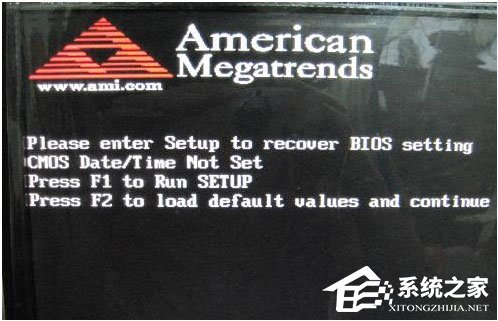 American
Megatrends
www.ami.com
Please enter Setup to recover BIOS setting
CMOS Date/Time Not Set
Press F1 to Run SETUP
Press F2 to load default values and continue
系统之家
XITONGZHIJIA.NET